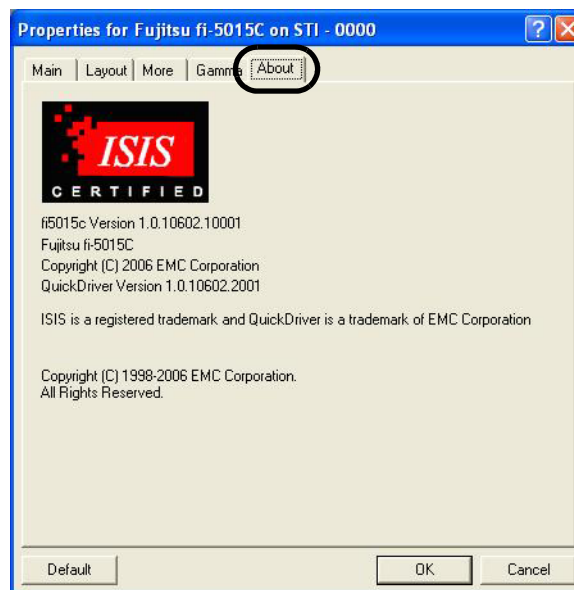 Properties for Fujitsu fi-5015C on STI - 0000
Main Layout More Gamma About
ISIS
CERTIFIED
fi5015c Version 1.0.10602.10001
Fujitsu fi-5015C
Copyright (C) 2006 EMC Corporation
QuickDriver Version 1.0.10602.2001
ISIS is a registered trademark and QuickDriver is a trademark of EMC Corporation
Copyright (C) 1998-2006 EMC Corporation.
All Rights Reserved.
Default OK Cancel